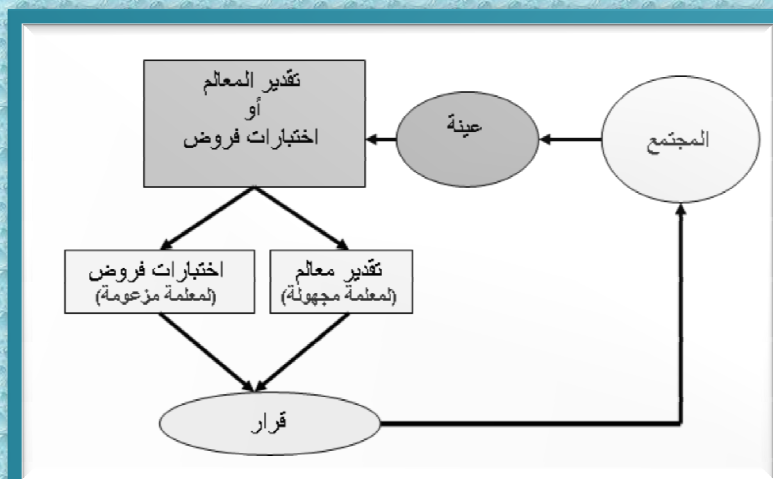 المجتمع
عينة
تقدير المعالم
أو
اختبارات فروض
تقدير معالم
(لمعلمة مجهولة)
اختبارات فروض
(لمعلمة مزعومة)
قرار